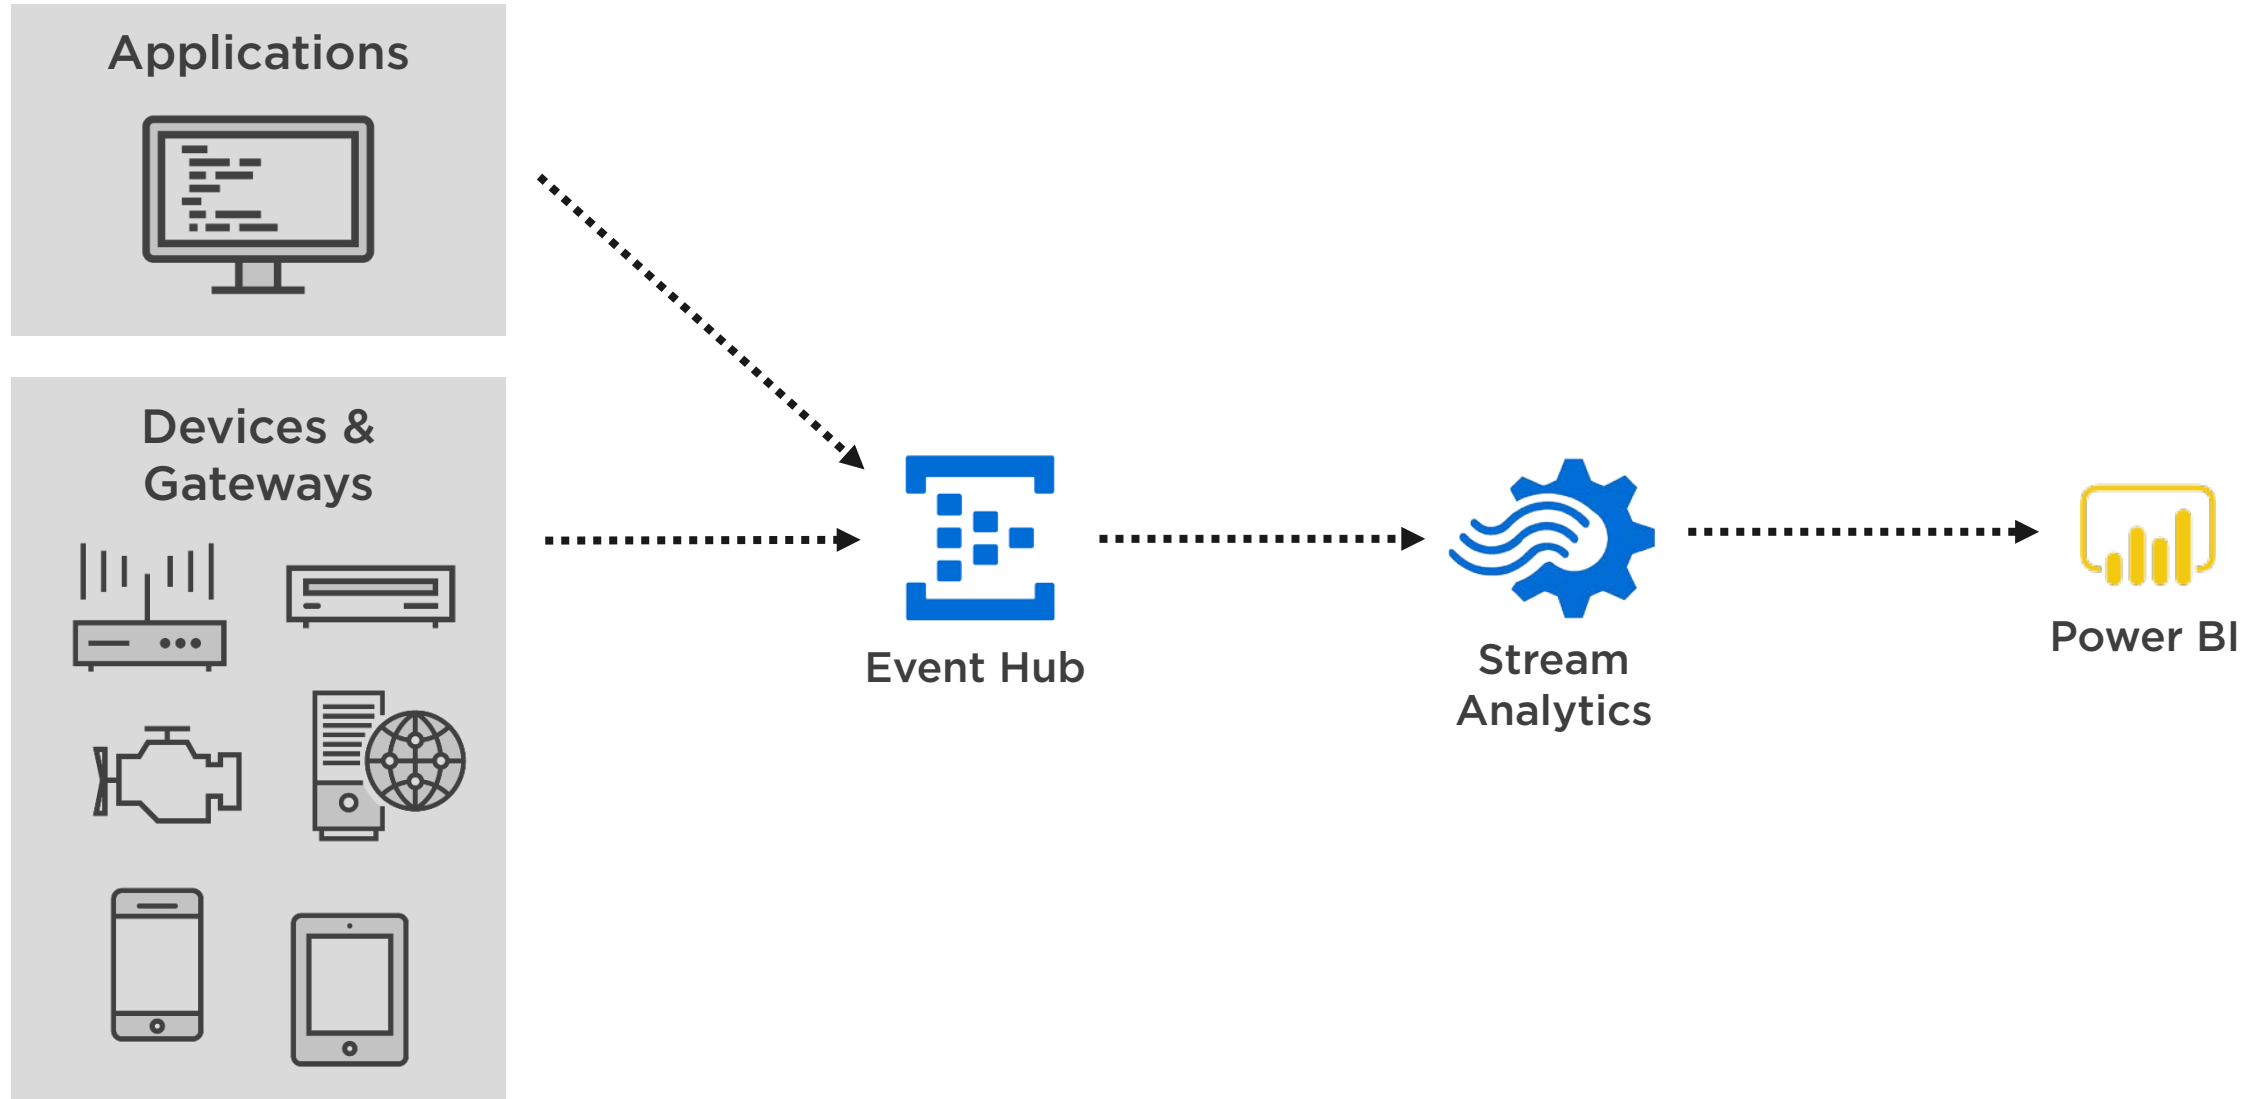 Applications
Devices &
Gateways
Event Hub
Stream
Analytics
Power BI